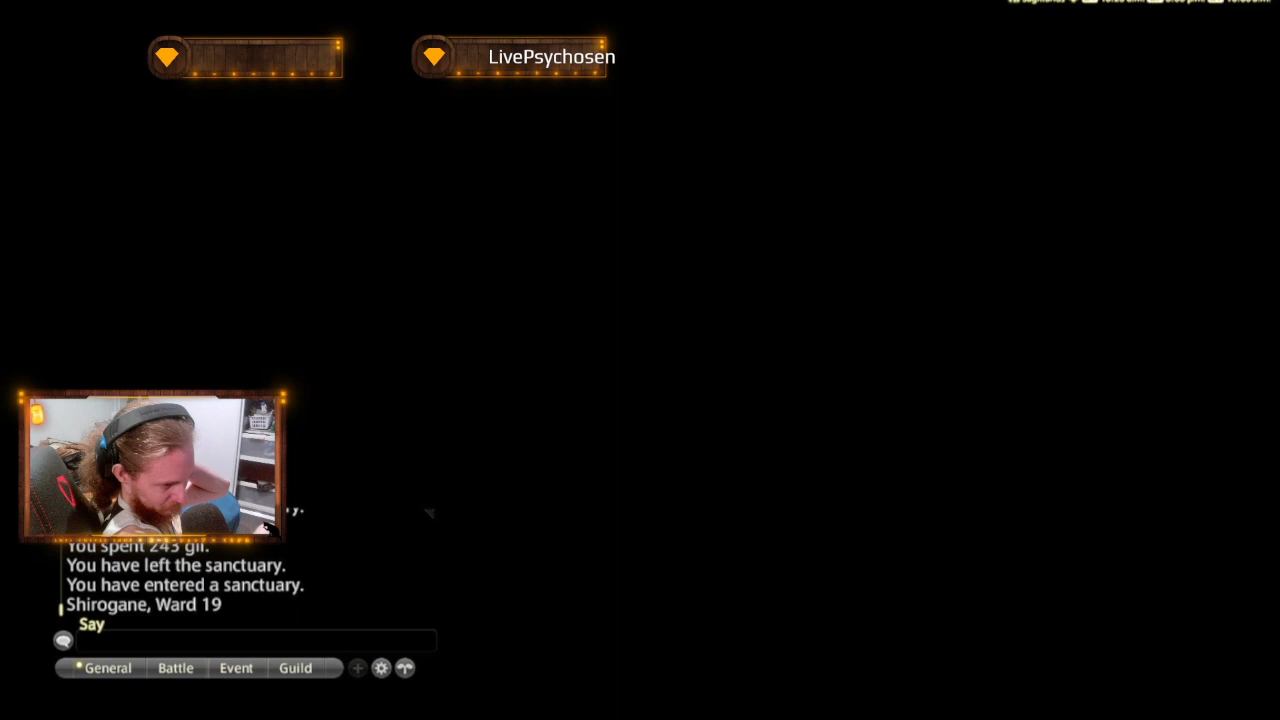 LivePsychosen
y.
You spent 243 gil.
You have left the sanctuary.
You have entered a sanctuary.
Shirogane, Ward 19
Say
General Battle Event Guild